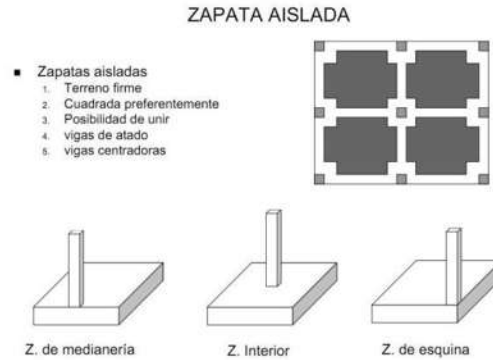 ZAPATA AISLADA
■ Zapatas aisladas
1. Terreno firme
2. Cuadrada preferentemente
3. Posibilidad de unir
4. vigas de atado
5. vigas centradoras
Z. de medianería
Z. Interior
Z. de esquina